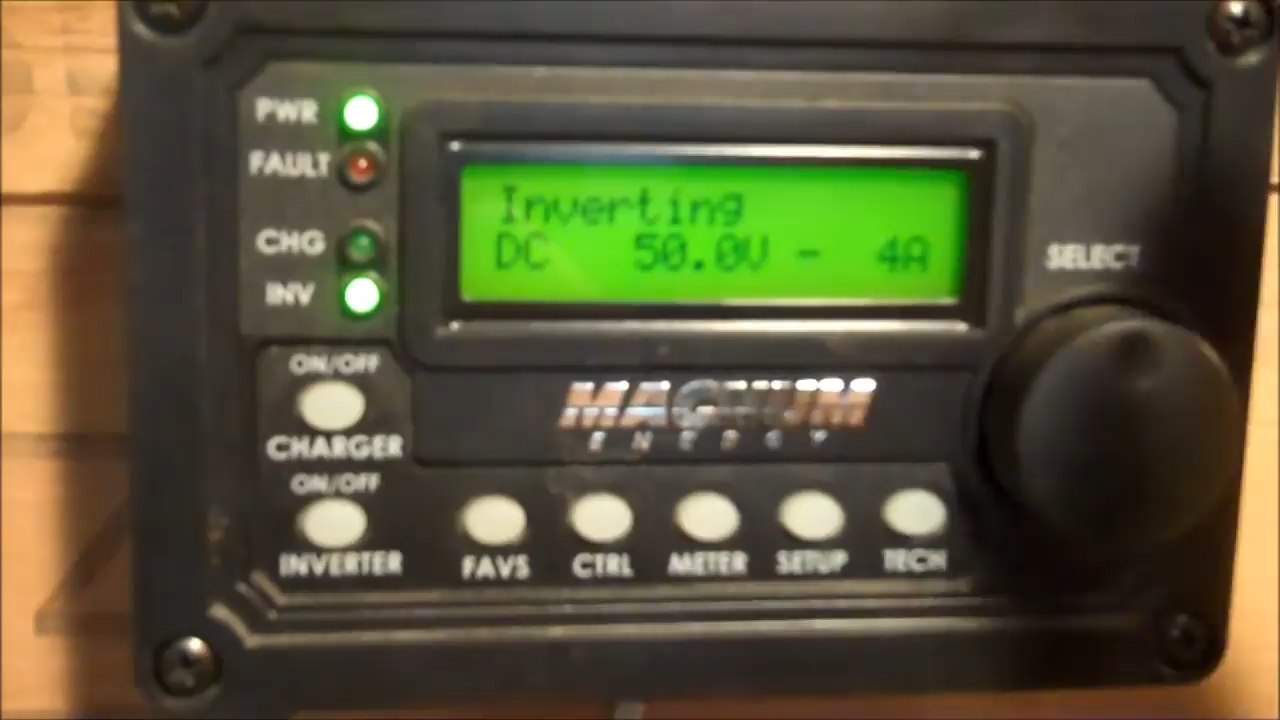 PWR
FAULT
CHG
INV
Inverting
DC 50.0V - 4A
SELECT
ON/OFF
CHARGER
ON/OFF
INVERTER
MAGNUM
ENERGY
FAVS
CTRL
METER
SETUP
TECH